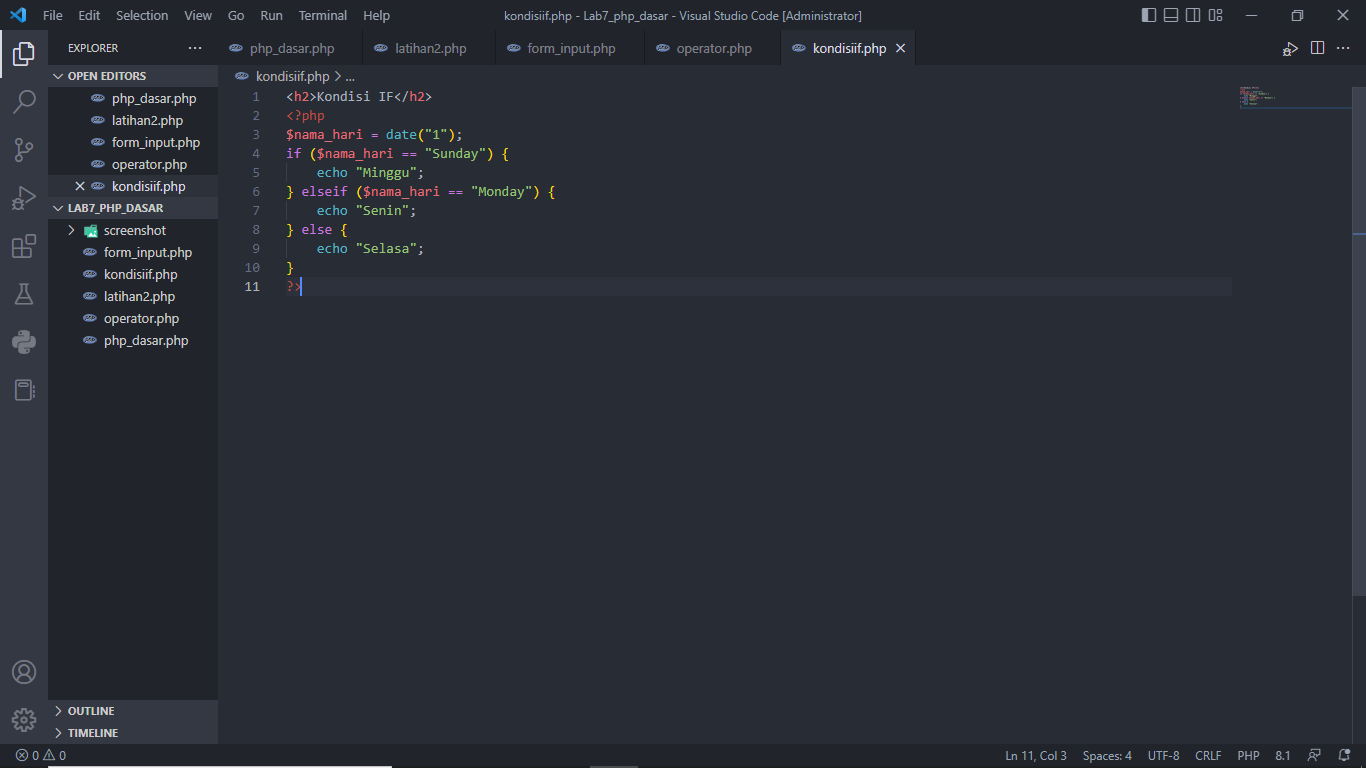 File Edit Selection View Go Run Terminal Help kondisiif.php - Lab7_php_dasar - Visual Studio Code [Administrator]
EXPLORER ...
php_dasar.php latihan2.php form_input.php operator.php kondisiif.php
OPEN EDITORS
php_dasar.php
latihan2.php
form_input.php
operator.php
kondisiif.php
LAB7_PHP_DASAR
screenshot
form_input.php
kondisiif.php
latihan2.php
operator.php
php_dasar.php
OUTLINE
TIMELINE
kondisiif.php > ...
1 <h2>Kondisi IF</h2>
2 <?php
3 $nama_hari = date("1");
4 if ($nama_hari == "Sunday") {
5 echo "Minggu";
6 } elseif ($nama_hari == "Monday") {
7 echo "Senin";
8 } else {
9 echo "Selasa";
10 }
11 ?>
0 0 Ln 11, Col 3 Spaces: 4 UTF-8 CRLF PHP 8.1